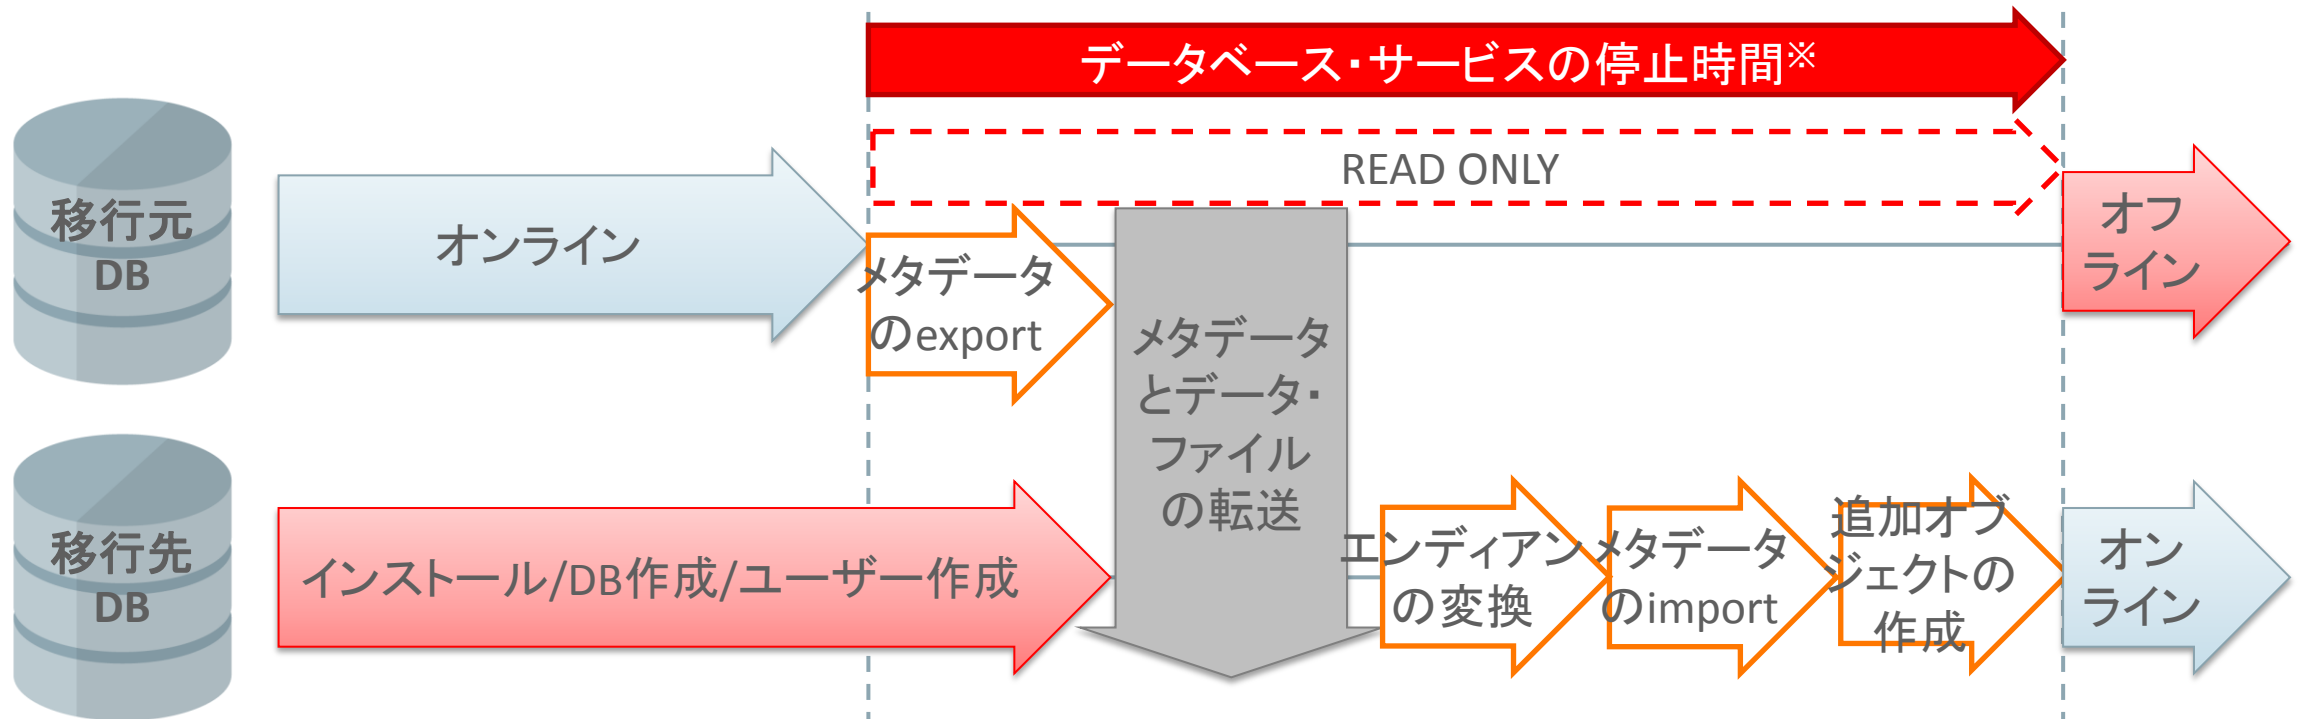 データベース・サービスの停止時間※
READ ONLY
移行元
DB
オンライン
メタデータ
のexport
オフ
ライン
メタデータ
とデータ・
ファイル
の転送
移行先
DB
インストール/DB作成/ユーザー作成
エンディアン
の変換
メタデータ
のimport
追加オブ
ジェクトの
作成
オン
ライン